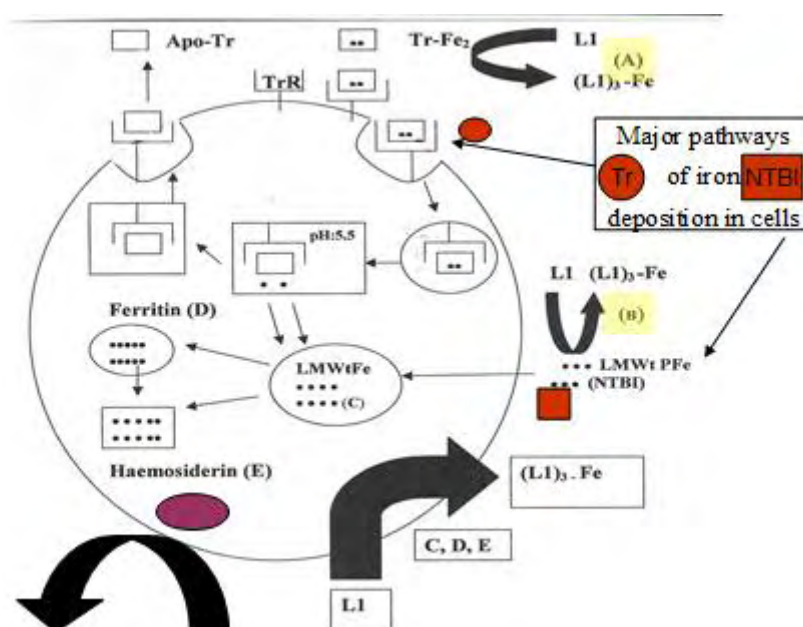 Apo-Tr
Tr-Fe₂
L1
(A)
(L1)₃-Fe
TrR
Major pathways
Tr of iron NTBI
deposition in cells
pH:5.5
L1 (L1)₃-Fe
(B)
Ferritin (D)
LMWtFe
(C)
LMWt PFe
(NTBI)
Haemosiderin (E)
(L1)₃ - Fe
C, D, E
L1